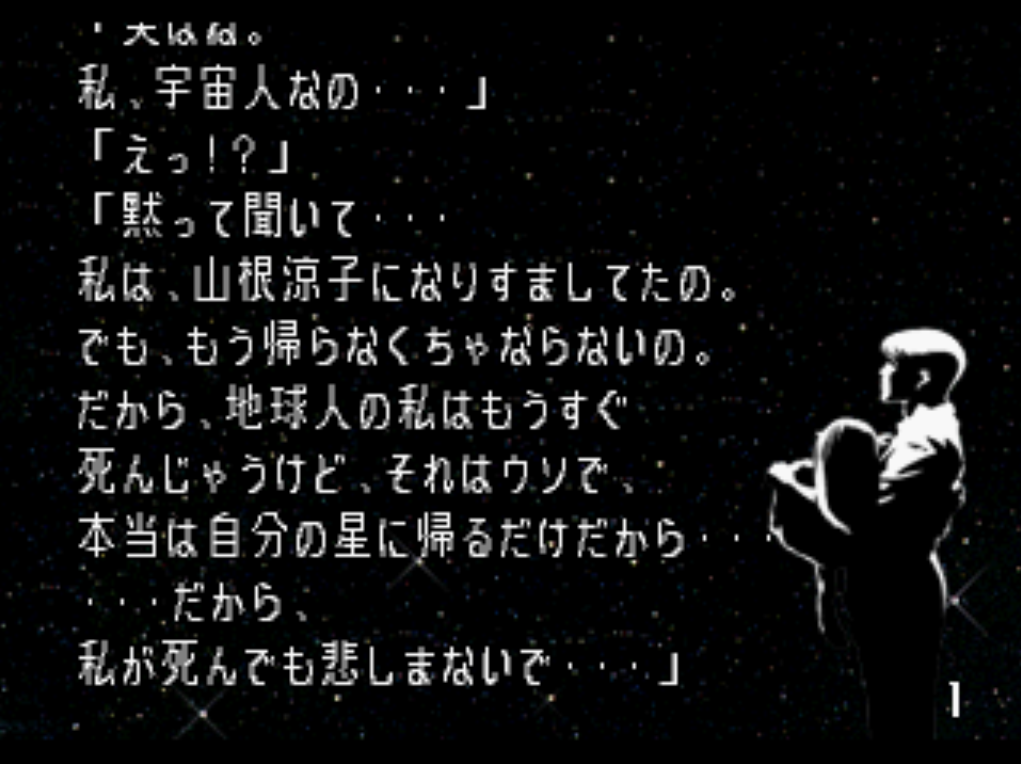 「実はね。
私、宇宙人なの・・・」
「えっ！？」
「黙って聞いて・・・
私は、山根涼子になりすましてたの。
でも、もう帰らなくちゃならないの。
だから、地球人の私はもうすぐ
死んじゃうけど、それはウソで、
本当は自分の星に帰るだけだから・・・
・・・だから、
私が死んでも悲しまないで・・・」
1